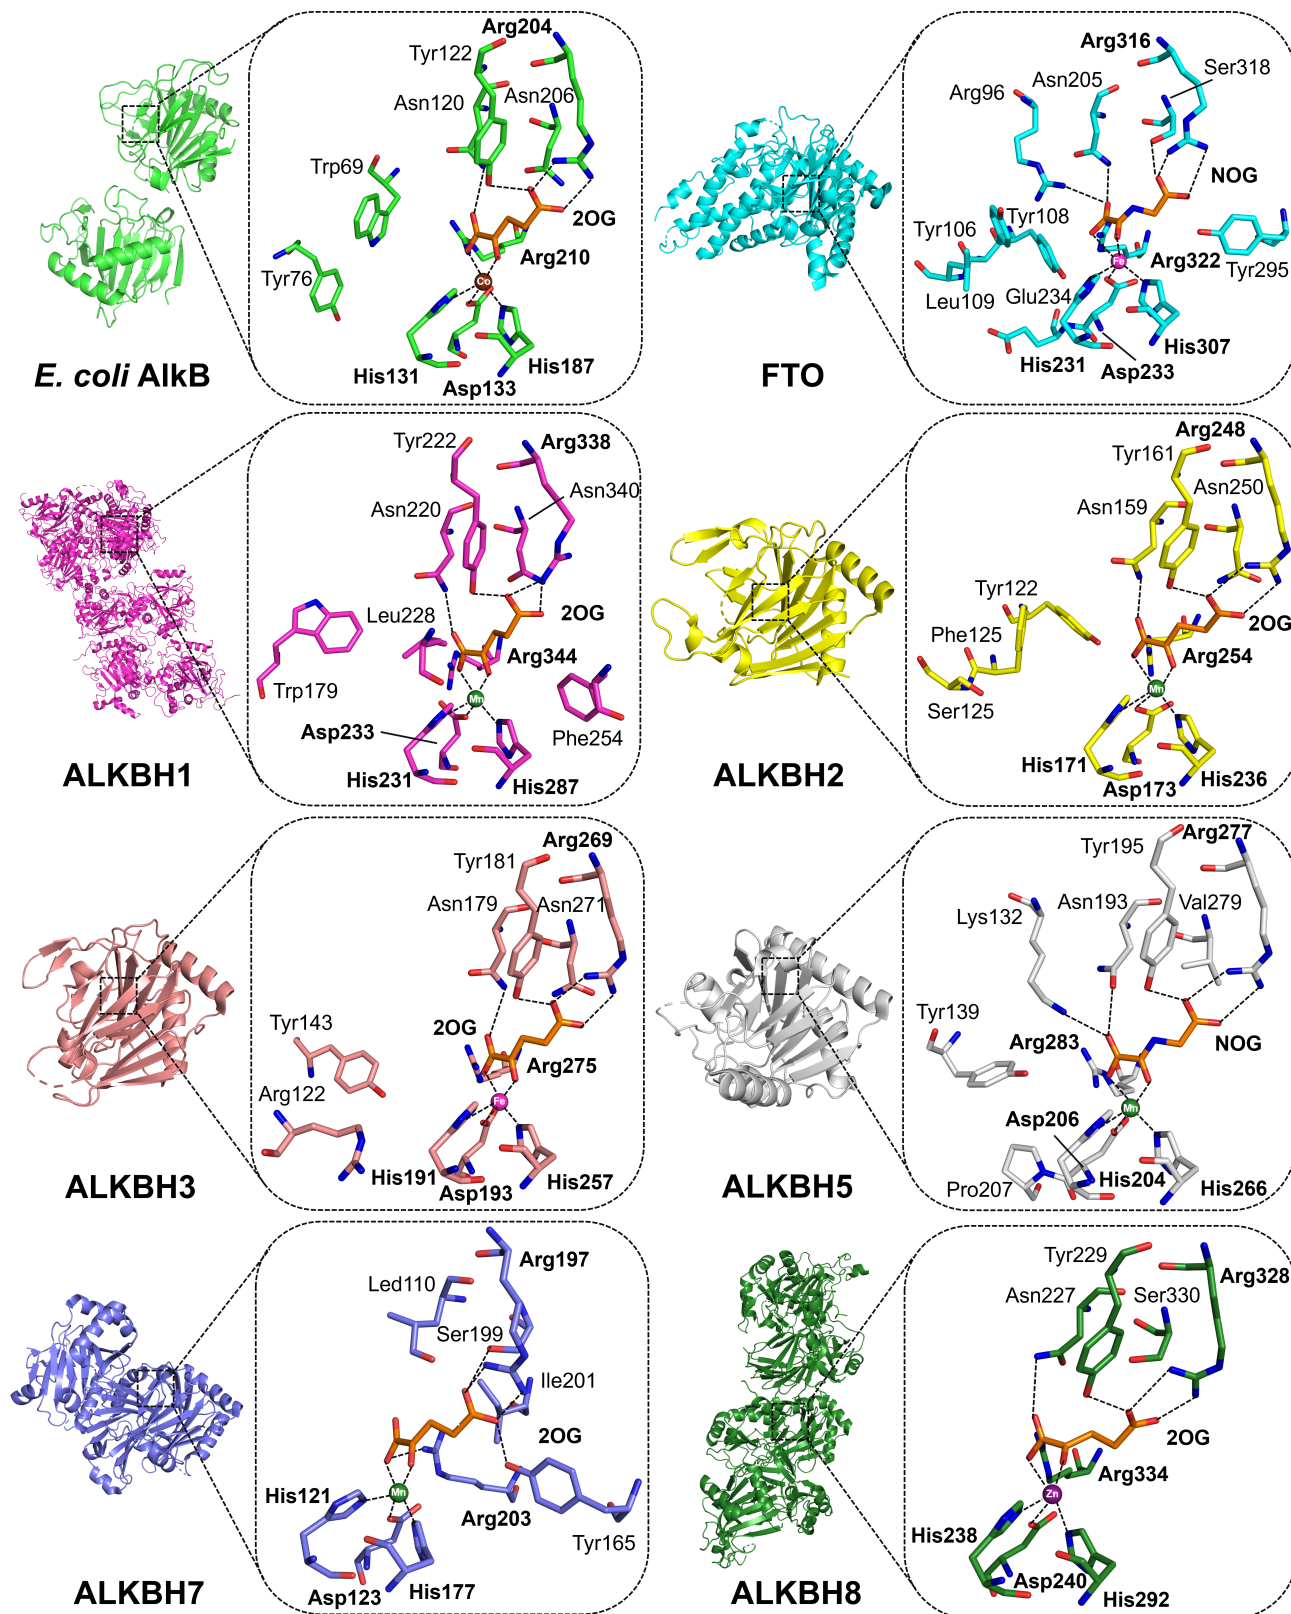 Arg204
Tyr122
Asn120
Asn206
Trp69
2OG
Arg210
Tyr76
Co
His131
Asp133
His187
E. coli AlkB
Arg316
Ser318
Asn205
Arg96
NOG
Tyr108
Tyr106
Arg322
Fe
Tyr295
Leu109
Glu234
His307
His231
Asp233
FTO
Tyr222
Arg338
Asn340
Asn220
Leu228
2OG
Arg344
Trp179
Mn
Asp233
Phe254
His231
His287
ALKBH1
Arg248
Tyr161
Asn250
Asn159
Tyr122
2OG
Phe125
Arg254
Mn
Ser125
His171
Asp173
His236
ALKBH2
Arg269
Tyr181
Asn179
Asn271
2OG
Tyr143
Arg275
Arg122
Fe
His191
Asp193
His257
ALKBH3
Arg277
Tyr195
Asn193
Val279
Lys132
Tyr139
Arg283
NOG
Mn
Asp206
His204
Pro207
His266
ALKBH5
Arg197
Led110
Ser199
Ile201
2OG
His121
Mn
Arg203
Tyr165
Asp123
His177
ALKBH7
Tyr229
Arg328
Asn227
Ser330
2OG
Arg334
Zn
His238
Asp240
His292
ALKBH8